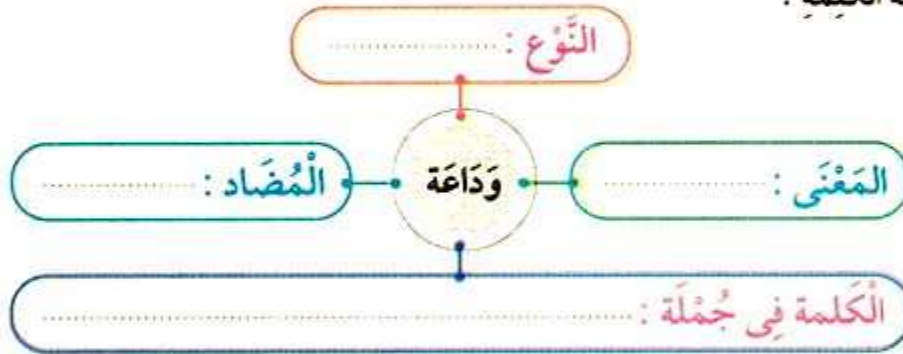 النَّوْع : ....................
المَعْنَى : ....................
وَدَاعَة
الْمُضَاد : ....................
الْكَلمة فِي جُمْلَة : ....................